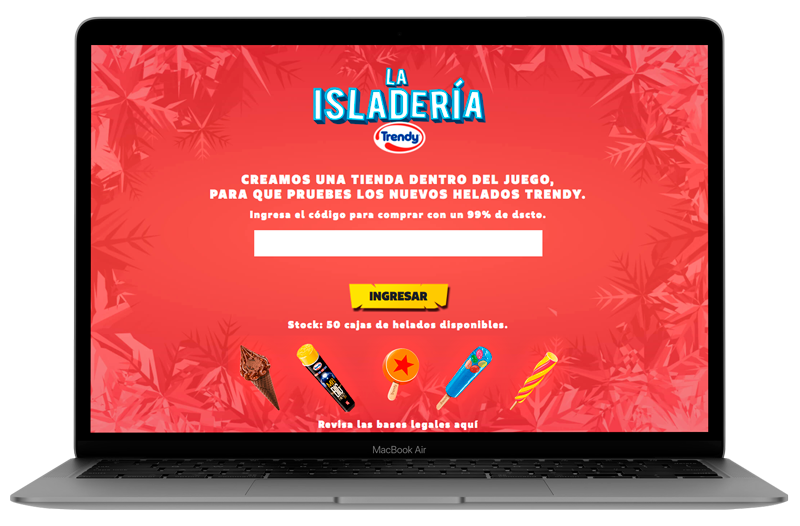 LA
ISLADERÍA
Trendy
CREAMOS UNA TIENDA DENTRO DEL JUEGO,
PARA QUE PRUEBES LOS NUEVOS HELADOS TRENDY.
Ingresa el código para comprar con un 99% de dscto.
INGRESAR
Stock: 50 cajas de helados disponibles.
Revisa las bases legales aquí
MacBook Air